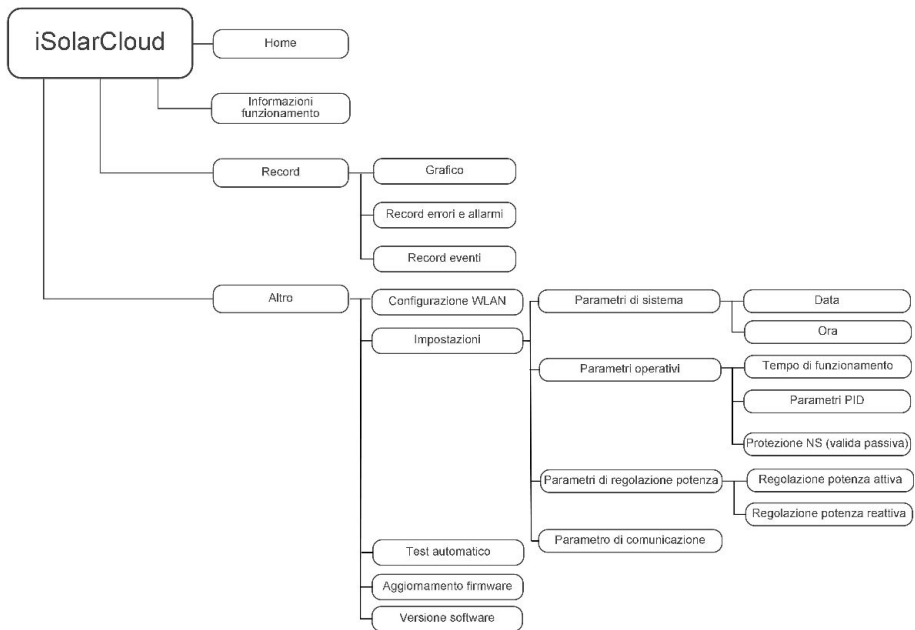 iSolarCloud
Home
Informazioni
funzionamento
Record
Grafico
Record errori e allarmi
Record eventi
Altro
Configurazione WLAN
Impostazioni
Parametri di sistema
Data
Ora
Parametri operativi
Tempo di funzionamento
Parametri PID
Protezione NS (valida passiva)
Parametri di regolazione potenza
Regolazione potenza attiva
Regolazione potenza reattiva
Parametro di comunicazione
Test automatico
Aggiornamento firmware
Versione software